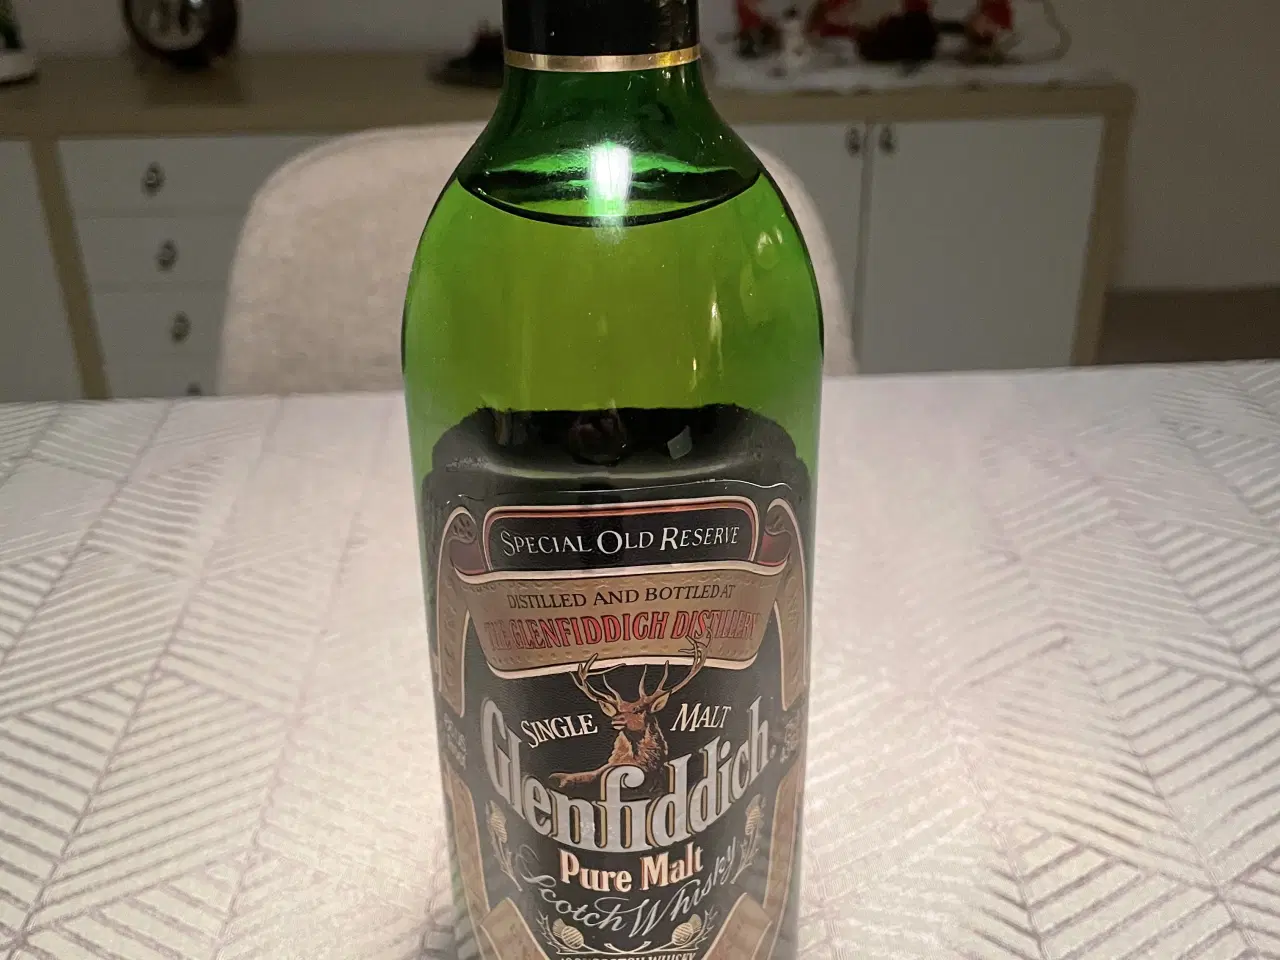 SPECIAL OLD RESERVE
DISTILLED AND BOTTLED AT
THE GLENFIDDICH DISTILLERY
SINGLE MALT
Glenfiddich
Pure Malt
Scotch Whisky